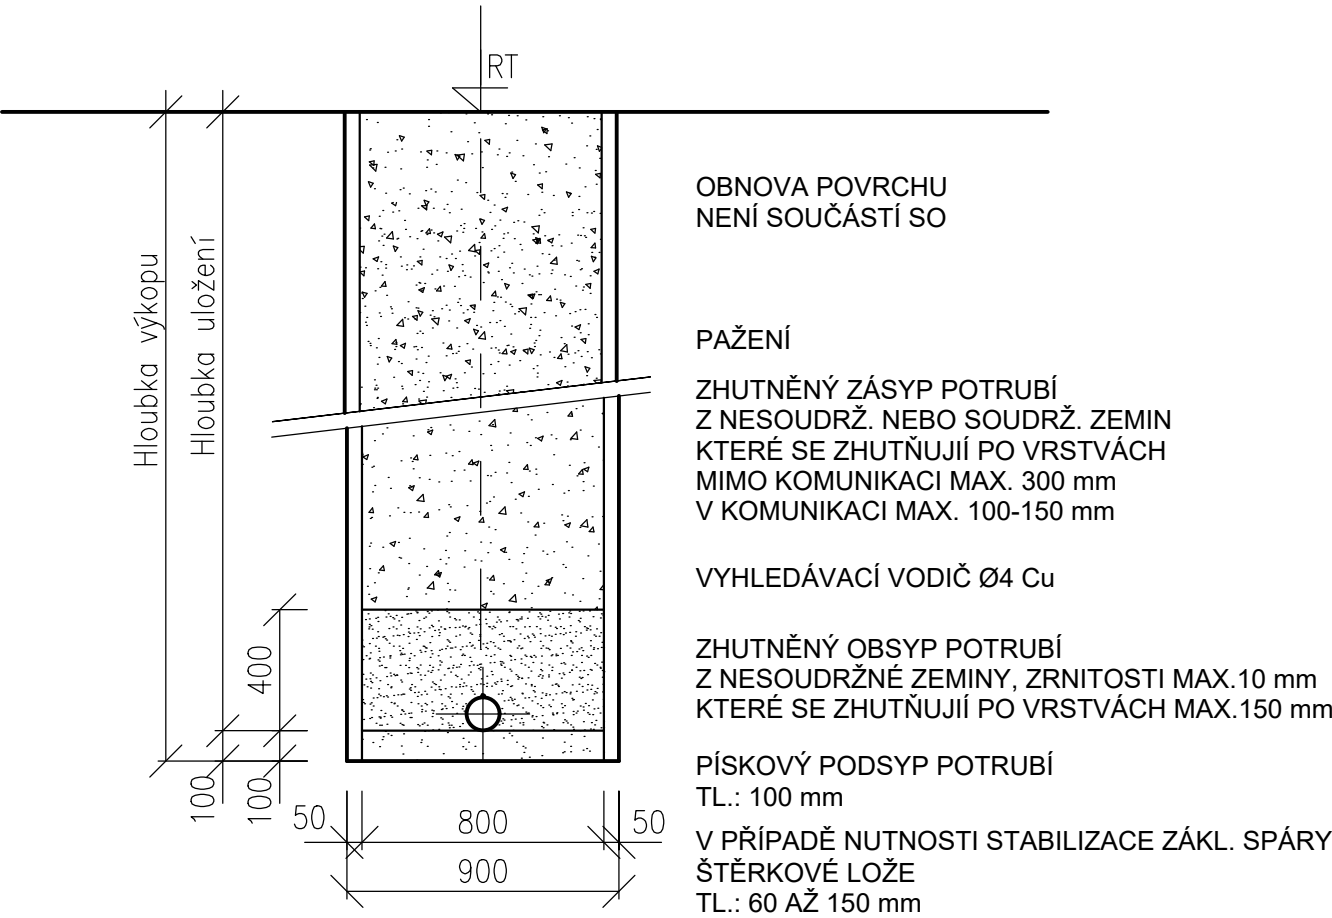 RT
OBNOVA POVRCHU
NENÍ SOUČÁSTÍ SO
Hloubka výkopu
Hloubka uložení
PAŽENÍ
ZHUTNĚNÝ ZÁSYP POTRUBÍ
Z NESOUDRŽ. NEBO SOUDRŽ. ZEMIN
KTERÉ SE ZHUTŇUJIÍ PO VRSTVÁCH
MIMO KOMUNIKACI MAX. 300 mm
V KOMUNIKACI MAX. 100-150 mm
VYHLEDÁVACÍ VODIČ Ø4 Cu
400
ZHUTNĚNÝ OBSYP POTRUBÍ
Z NESOUDRŽNÉ ZEMINY, ZRNITOSTI MAX.10 mm
KTERÉ SE ZHUTŇUJIÍ PO VRSTVÁCH MAX.150 mm
PÍSKOVÝ PODSYP POTRUBÍ
TL.: 100 mm
100
100
50
800
50
900
V PŘÍPADĚ NUTNOSTI STABILIZACE ZÁKL. SPÁRY
ŠTĚRKOVÉ LOŽE
TL.: 60 AŽ 150 mm